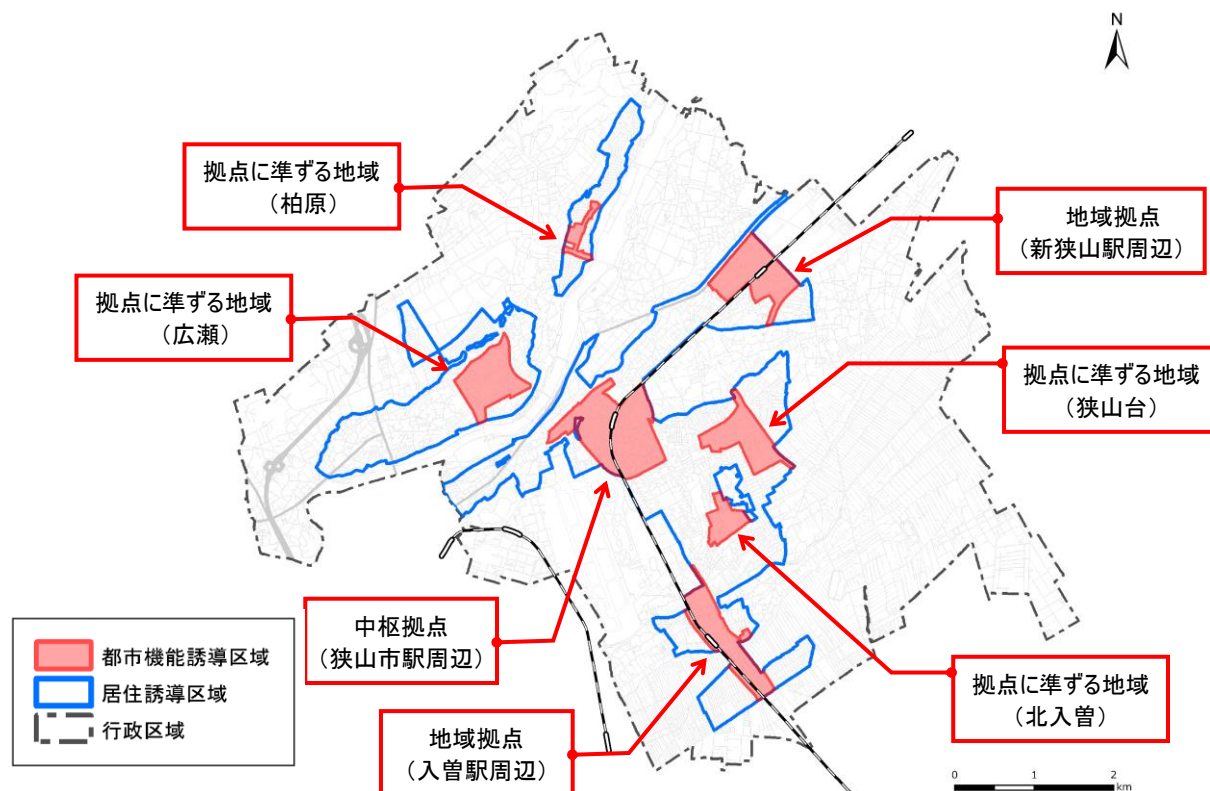 N
拠点に準ずる地域
（柏原）
地域拠点
（新狭山駅周辺）
拠点に準ずる地域
（広瀬）
拠点に準ずる地域
（狭山台）
中枢拠点
（狭山市駅周辺）
拠点に準ずる地域
（北入曽）
地域拠点
（入曽駅周辺）
都市機能誘導区域
居住誘導区域
行政区域
0 1 2
km